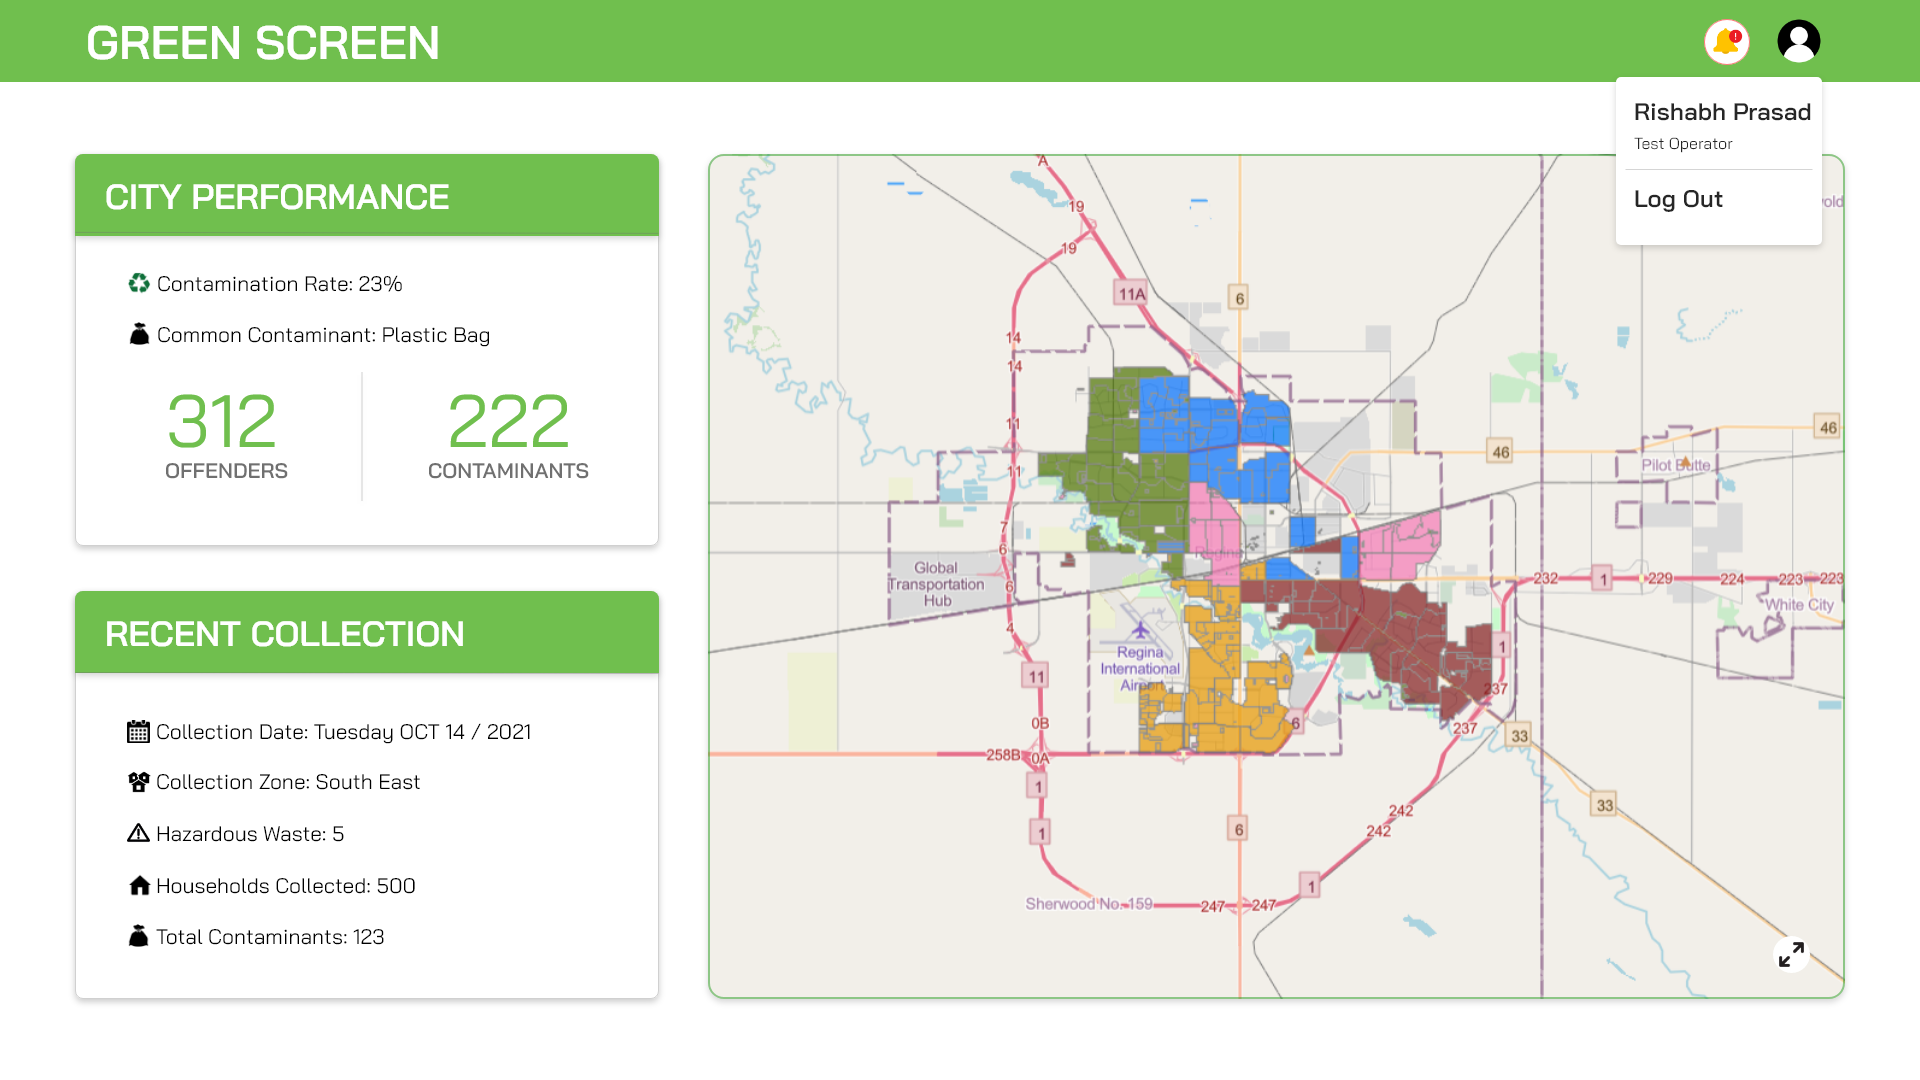 GREEN SCREEN
Rishabh Prasad
Test Operator
Log Out
CITY PERFORMANCE
Contamination Rate: 23%
Common Contaminant: Plastic Bag
312
OFFENDERS
222
CONTAMINANTS
RECENT COLLECTION
Collection Date: Tuesday OCT 14 / 2021
Collection Zone: South East
Hazardous Waste: 5
Households Collected: 500
Total Contaminants: 123
A
19
19
11A
6
14
14
11
46
46
11
Pilot Butte
7
6
Regina
Global
Transportation
Hub
6
232
1
229
224
223
223
White City
4
Regina
International
Airport
1
11
237
0B
6
237
33
258B
0A
1
33
242
1
6
242
1
Sherwood No. 159
247
247